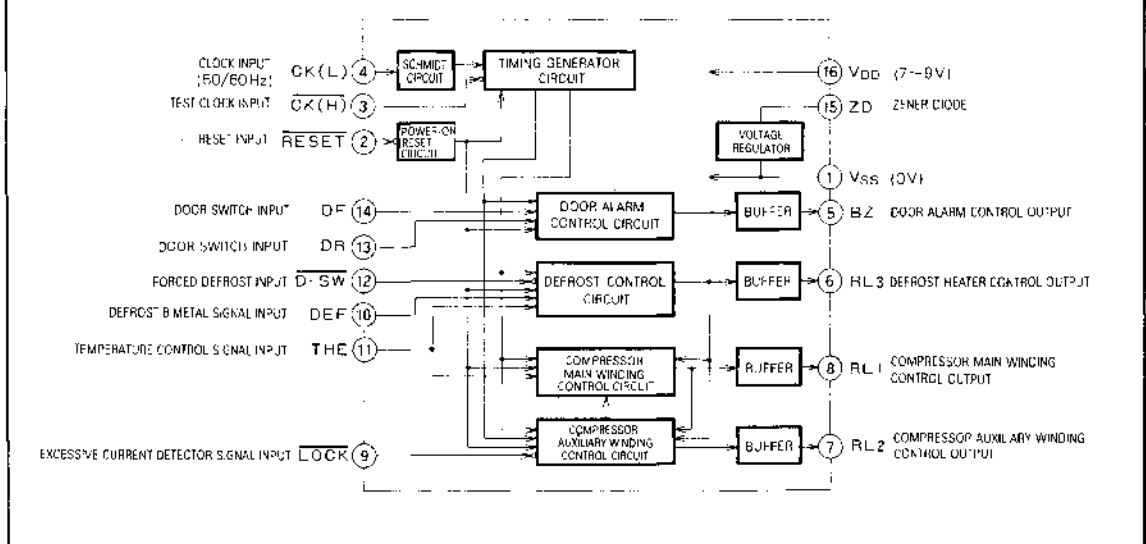 CLOCK INPUT
(50/60Hz) CK(L) 4
SCHMIDT
CIRCUIT
TIMING GENERATOR
CIRCUIT
16 VDD (7~9V)
TEST CLOCK INPUT CK(H) 3
15 ZD ZENER DIODE
RESET INPUT RESET 2
POWER-ON
RESET
CIRCUIT
VOLTAGE
REGULATOR
1 VSS (0V)
DOOR SWITCH INPUT DF 14
DOOR ALARM
CONTROL CIRCUIT
BUFFER
5 BZ DOOR ALARM CONTROL OUTPUT
DOOR SWITCH INPUT DR 13
FORCED DEFROST INPUT D-SW 12
DEFROST CONTROL
CIRCUIT
BUFFER
6 RL3 DEFROST HEATER CONTROL OUTPUT
DEFROST BIMETAL SIGNAL INPUT DEF 10
TEMPERATURE CONTROL SIGNAL INPUT THE 11
COMPRESSOR
MAIN WINDING
CONTROL CIRCUIT
BUFFER
8 RL1 COMPRESSOR MAIN WINDING
CONTROL OUTPUT
EXCESSIVE CURRENT DETECTOR SIGNAL INPUT LOCK 9
COMPRESSOR
AUXILIARY WINDING
CONTROL CIRCUIT
BUFFER
7 RL2 COMPRESSOR AUXILIARY WINDING
CONTROL OUTPUT